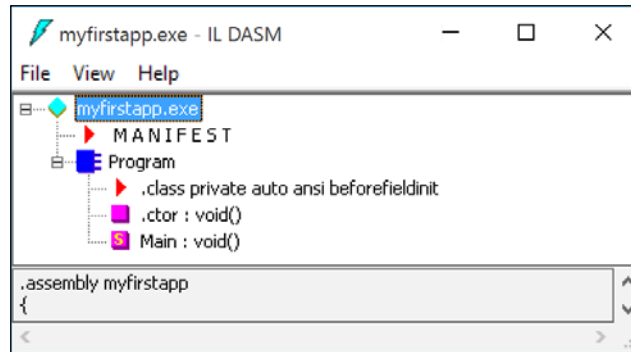 myfirstapp.exe - IL DASM
File View Help
myfirstapp.exe
MANIFEST
Program
.class private auto ansi beforefieldinit
.ctor : void()
S Main : void()
.assembly myfirstapp
{